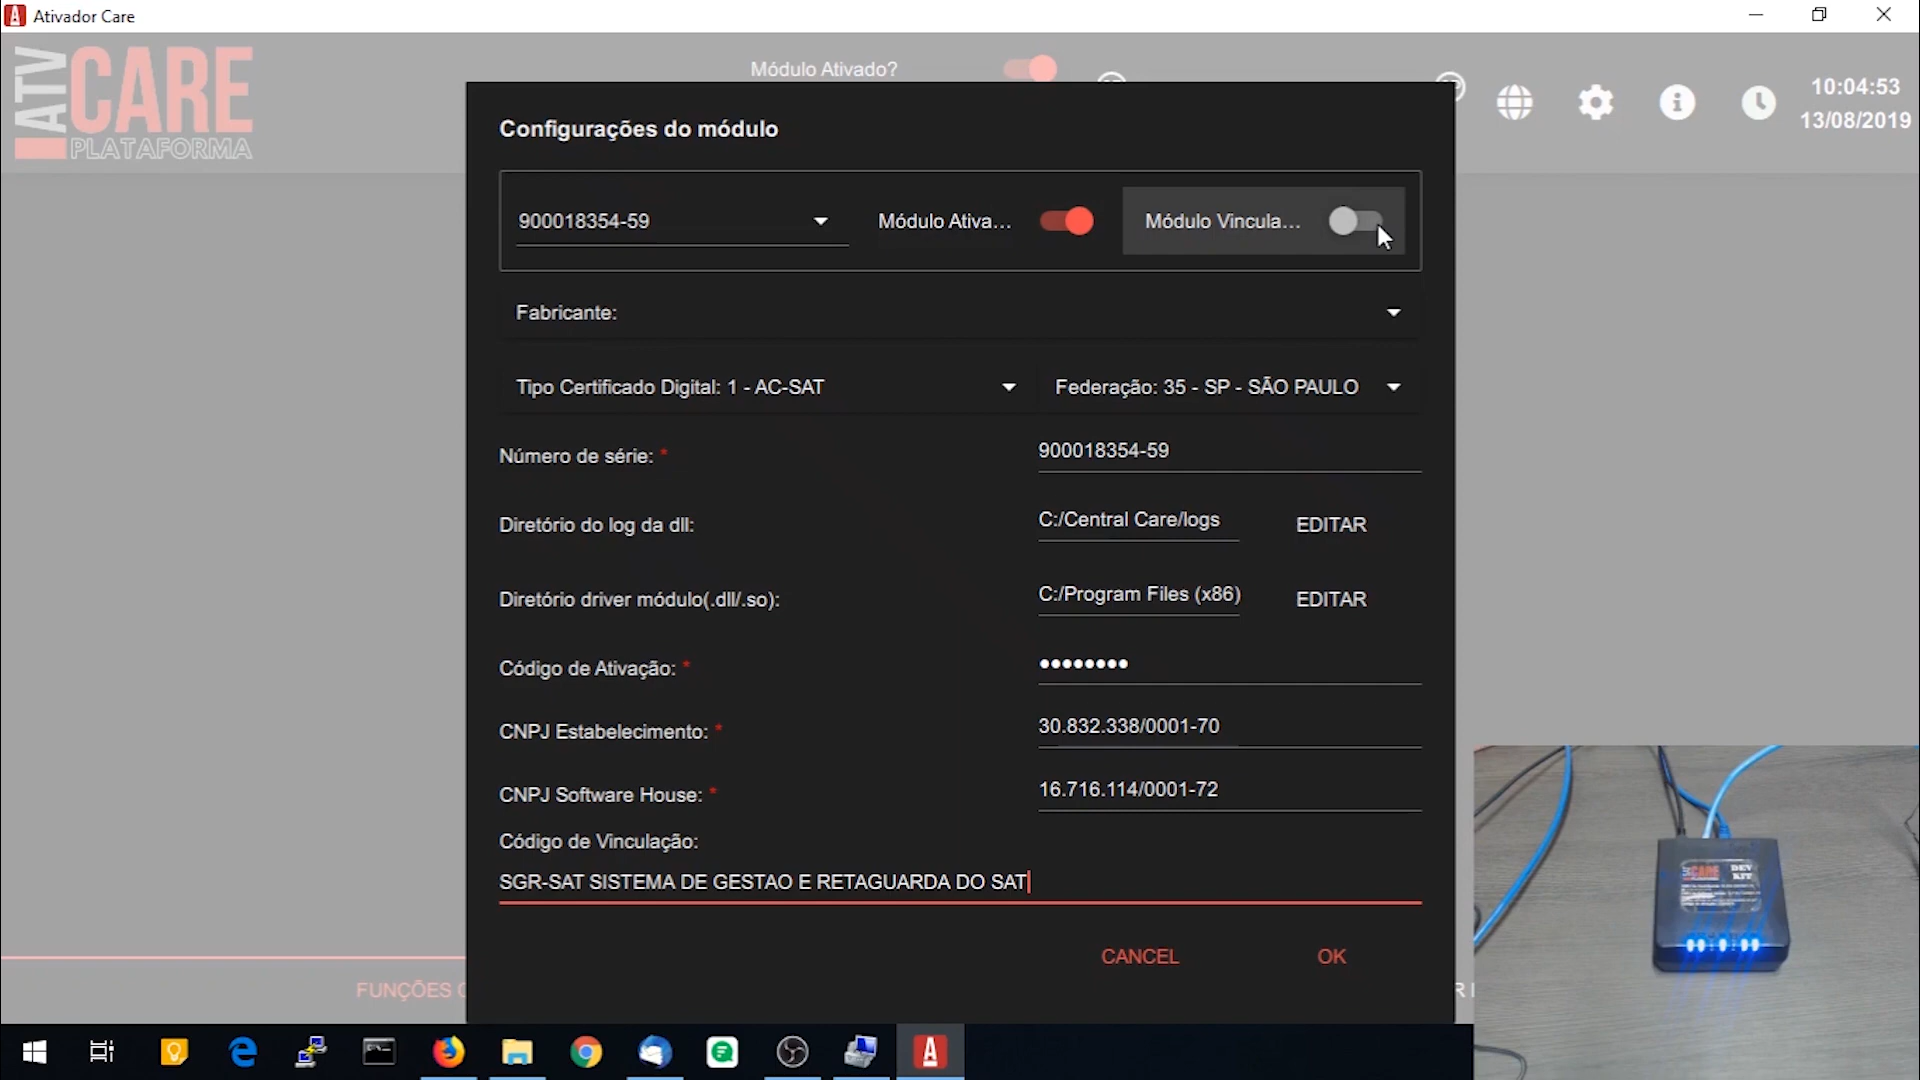 Ativador Care
ATV CARE
PLATAFORMA
Módulo Ativado?
10:04:53
13/08/2019
Configurações do módulo
900018354-59
Módulo Ativa...
Módulo Vincula...
Fabricante:
Tipo Certificado Digital: 1 - AC-SAT
Federação: 35 - SP - SÃO PAULO
Número de série: *
900018354-59
Diretório do log da dll:
C:/Central Care/logs
EDITAR
Diretório driver módulo(.dll/.so):
C:/Program Files (x86)
EDITAR
Código de Ativação: *
••••••••
CNPJ Estabelecimento: *
30.832.338/0001-70
CNPJ Software House: *
16.716.114/0001-72
Código de Vinculação:
SGR-SAT SISTEMA DE GESTAO E RETAGUARDA DO SAT
CANCEL
OK
FUNÇÕES
CARE
DEV
KIT